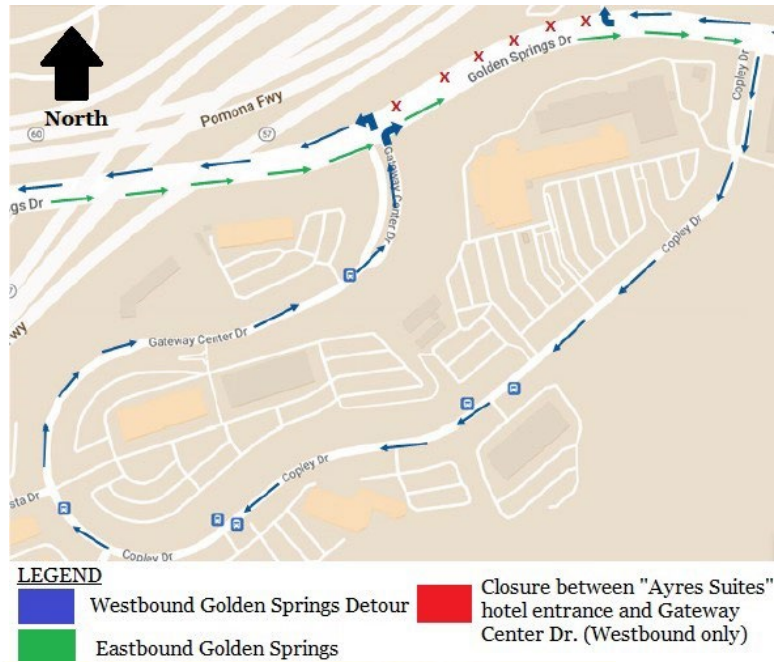 North
60
Pomona Fwy
57
Golden Springs Dr
Copley Dr
Gateway Center Dr
gs Dr
Copley Dr
wy
Gateway Center Dr
Copley Dr
sta Dr
Copley Dr
LEGEND
Westbound Golden Springs Detour
Eastbound Golden Springs
Closure between "Ayres Suites"
hotel entrance and Gateway
Center Dr. (Westbound only)